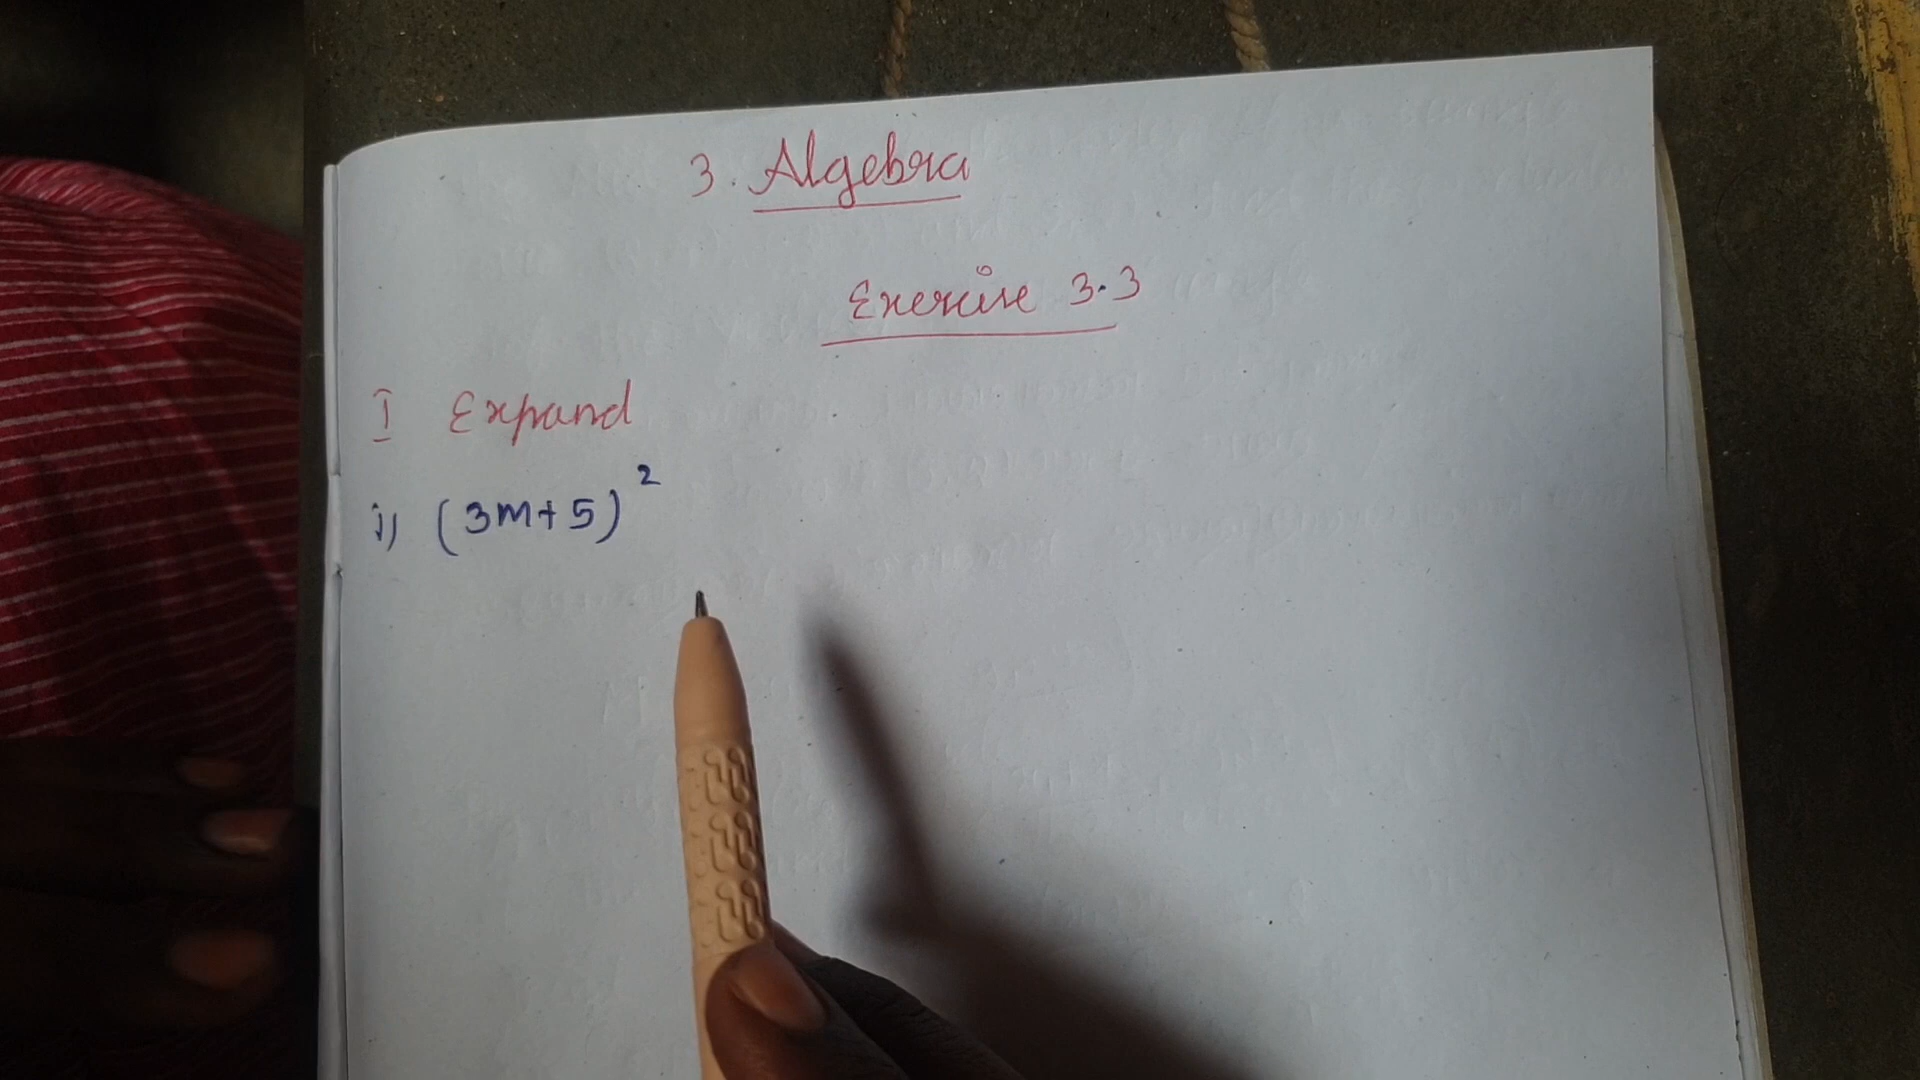 3. Algebra
Exercise 3.3
I Expand
i) (3m+5)²